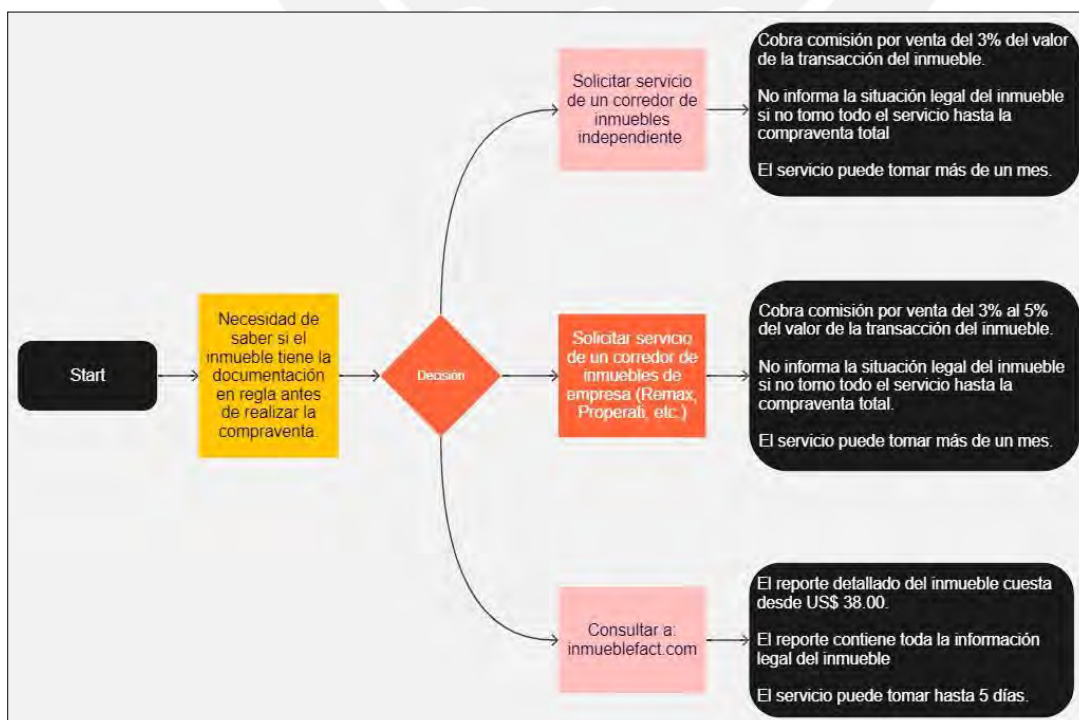 Start
Necesidad de
saber si el
inmueble tiene la
documentación
en regla antes
de realizar la
compraventa.
Decisión
Solicitar servicio
de un corredor de
inmuebles
independiente
Cobra comisión por venta del 3% del valor
de la transacción del inmueble.
No informa la situación legal del inmueble
si no tomo todo el servicio hasta la
compraventa total
El servicio puede tomar más de un mes.
Solicitar servicio
de un corredor de
inmuebles de
empresa (Remax,
Properati, etc.)
Cobra comisión por venta del 3% al 5%
del valor de la transacción del inmueble.
No informa la situación legal del inmueble
si no tomo todo el servicio hasta la
compraventa total.
El servicio puede tomar más de un mes.
Consultar a:
inmueblefact.com
El reporte detallado del inmueble cuesta
desde US$ 38.00.
El reporte contiene toda la información
legal del inmueble
El servicio puede tomar hasta 5 días.